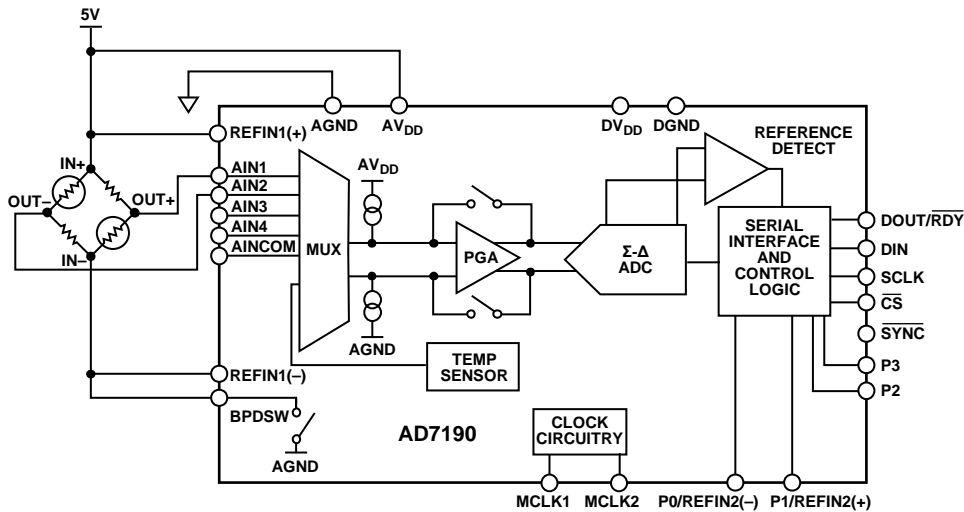 5V
AGND
AVDD
DVDD
DGND
REFERENCE
DETECT
REFIN1(+)
IN+
OUT–
OUT+
IN–
AIN1
AIN2
AIN3
AIN4
AINCOM
MUX
AVDD
AGND
PGA
Σ-Δ
ADC
SERIAL
INTERFACE
AND
CONTROL
LOGIC
DOUT/RDY
DIN
SCLK
CS
SYNC
P3
P2
TEMP
SENSOR
REFIN1(–)
BPDSW
AGND
AD7190
CLOCK
CIRCUITRY
MCLK1
MCLK2
P0/REFIN2(–)
P1/REFIN2(+)